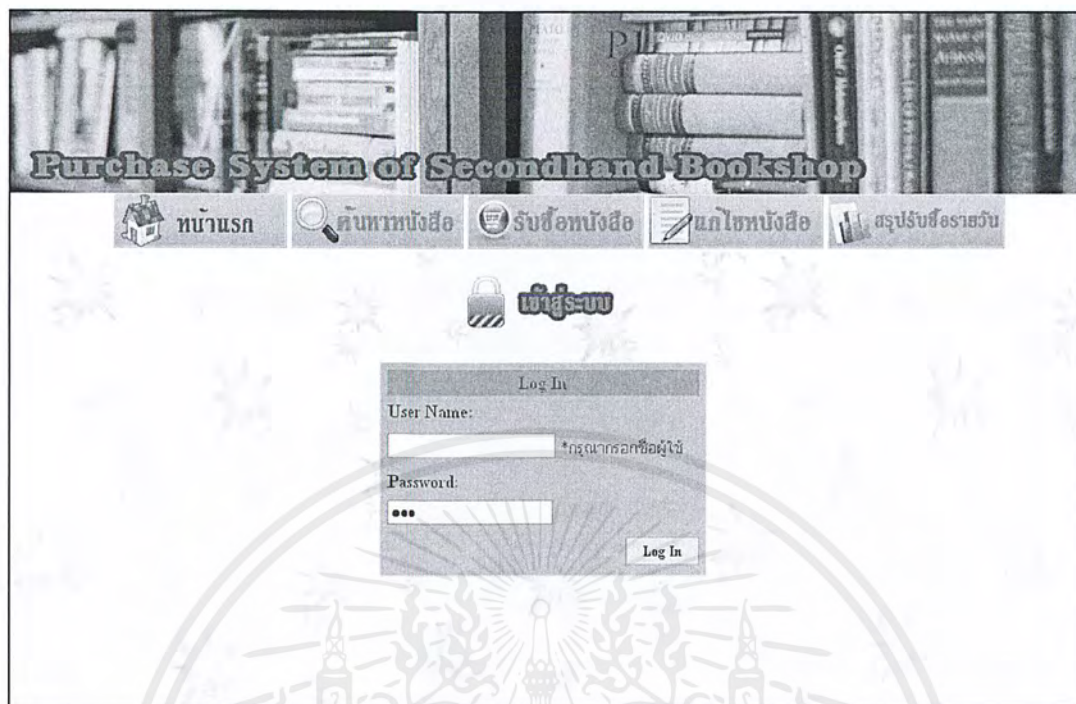 Purchase System of Secondhand Bookshop
หน้าแรก ค้นหาหนังสือ รับซื้อหนังสือ แก้ไขหนังสือ สรุปรับซื้อรายวัน
เข้าสู่ระบบ
Log In
User Name:
*กรุณากรอกชื่อผู้ใช้
Password:
Log In